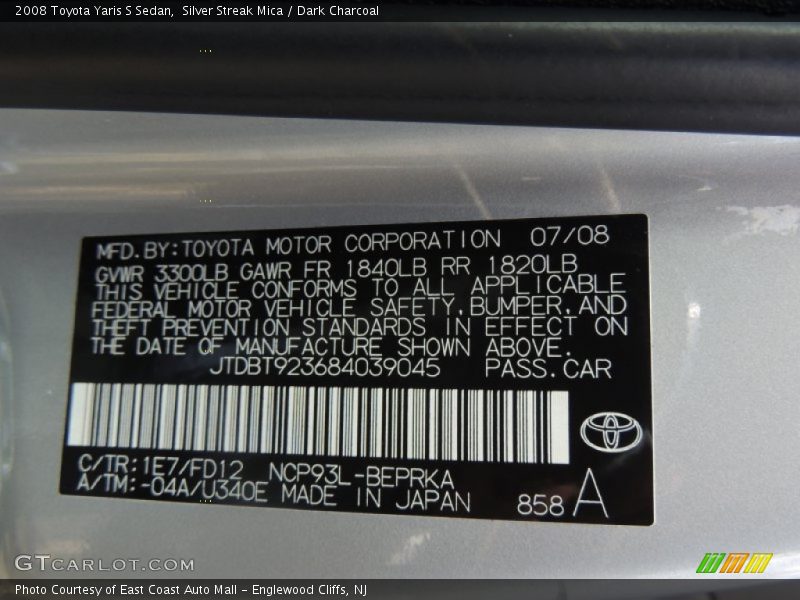 2008 Toyota Yaris S Sedan,  Silver Streak Mica / Dark Charcoal
MFD.BY:TOYOTA MOTOR CORPORATION 07/08
GVWR 3300LB GAWR FR 1840LB RR 1820LB
THIS VEHICLE CONFORMS TO ALL APPLICABLE
FEDERAL MOTOR VEHICLE SAFETY,BUMPER,AND
THEFT PREVENTION STANDARDS IN EFFECT ON
THE DATE OF MANUFACTURE SHOWN ABOVE.
JTDBT923684039045 PASS.CAR
C/TR:1E7/FD12 NCP93L-BEPRKA
A/TM:-04A/U340E MADE IN JAPAN 858 A
GTCARLOT.COM
Photo Courtesy of East Coast Auto Mall – Englewood Cliffs, NJ